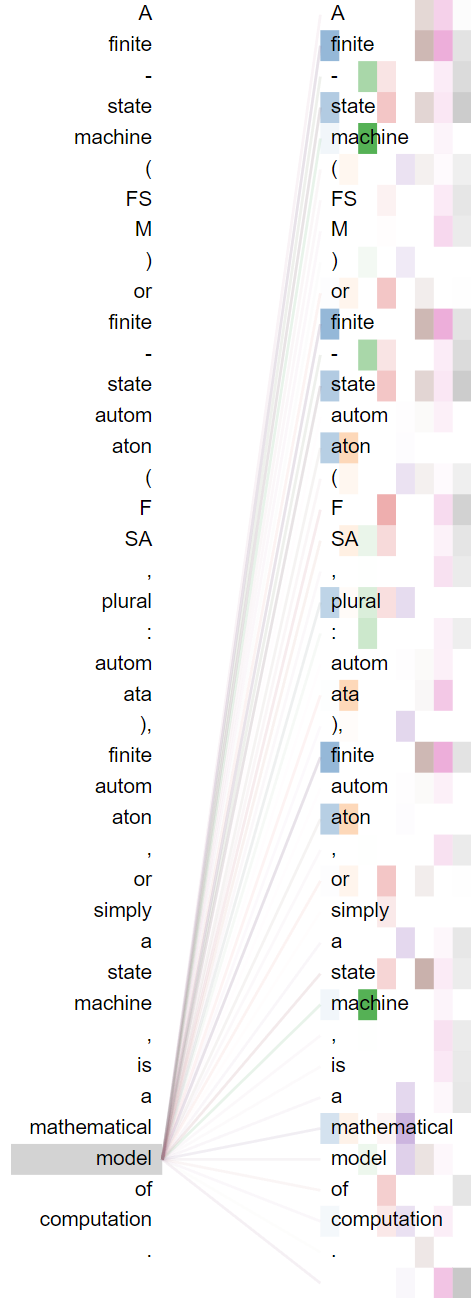 A A
finite finite
- -
state state
machine machine
( (
FS FS
M M
) )
or or
finite finite
- -
state state
autom autom
aton aton
( (
F F
SA SA
, ,
plural plural
: :
autom autom
ata ata
), ),
finite finite
autom autom
aton aton
, ,
or or
simply simply
a a
state state
machine machine
, ,
is is
a a
mathematical mathematical
model model
of of
computation computation
. .